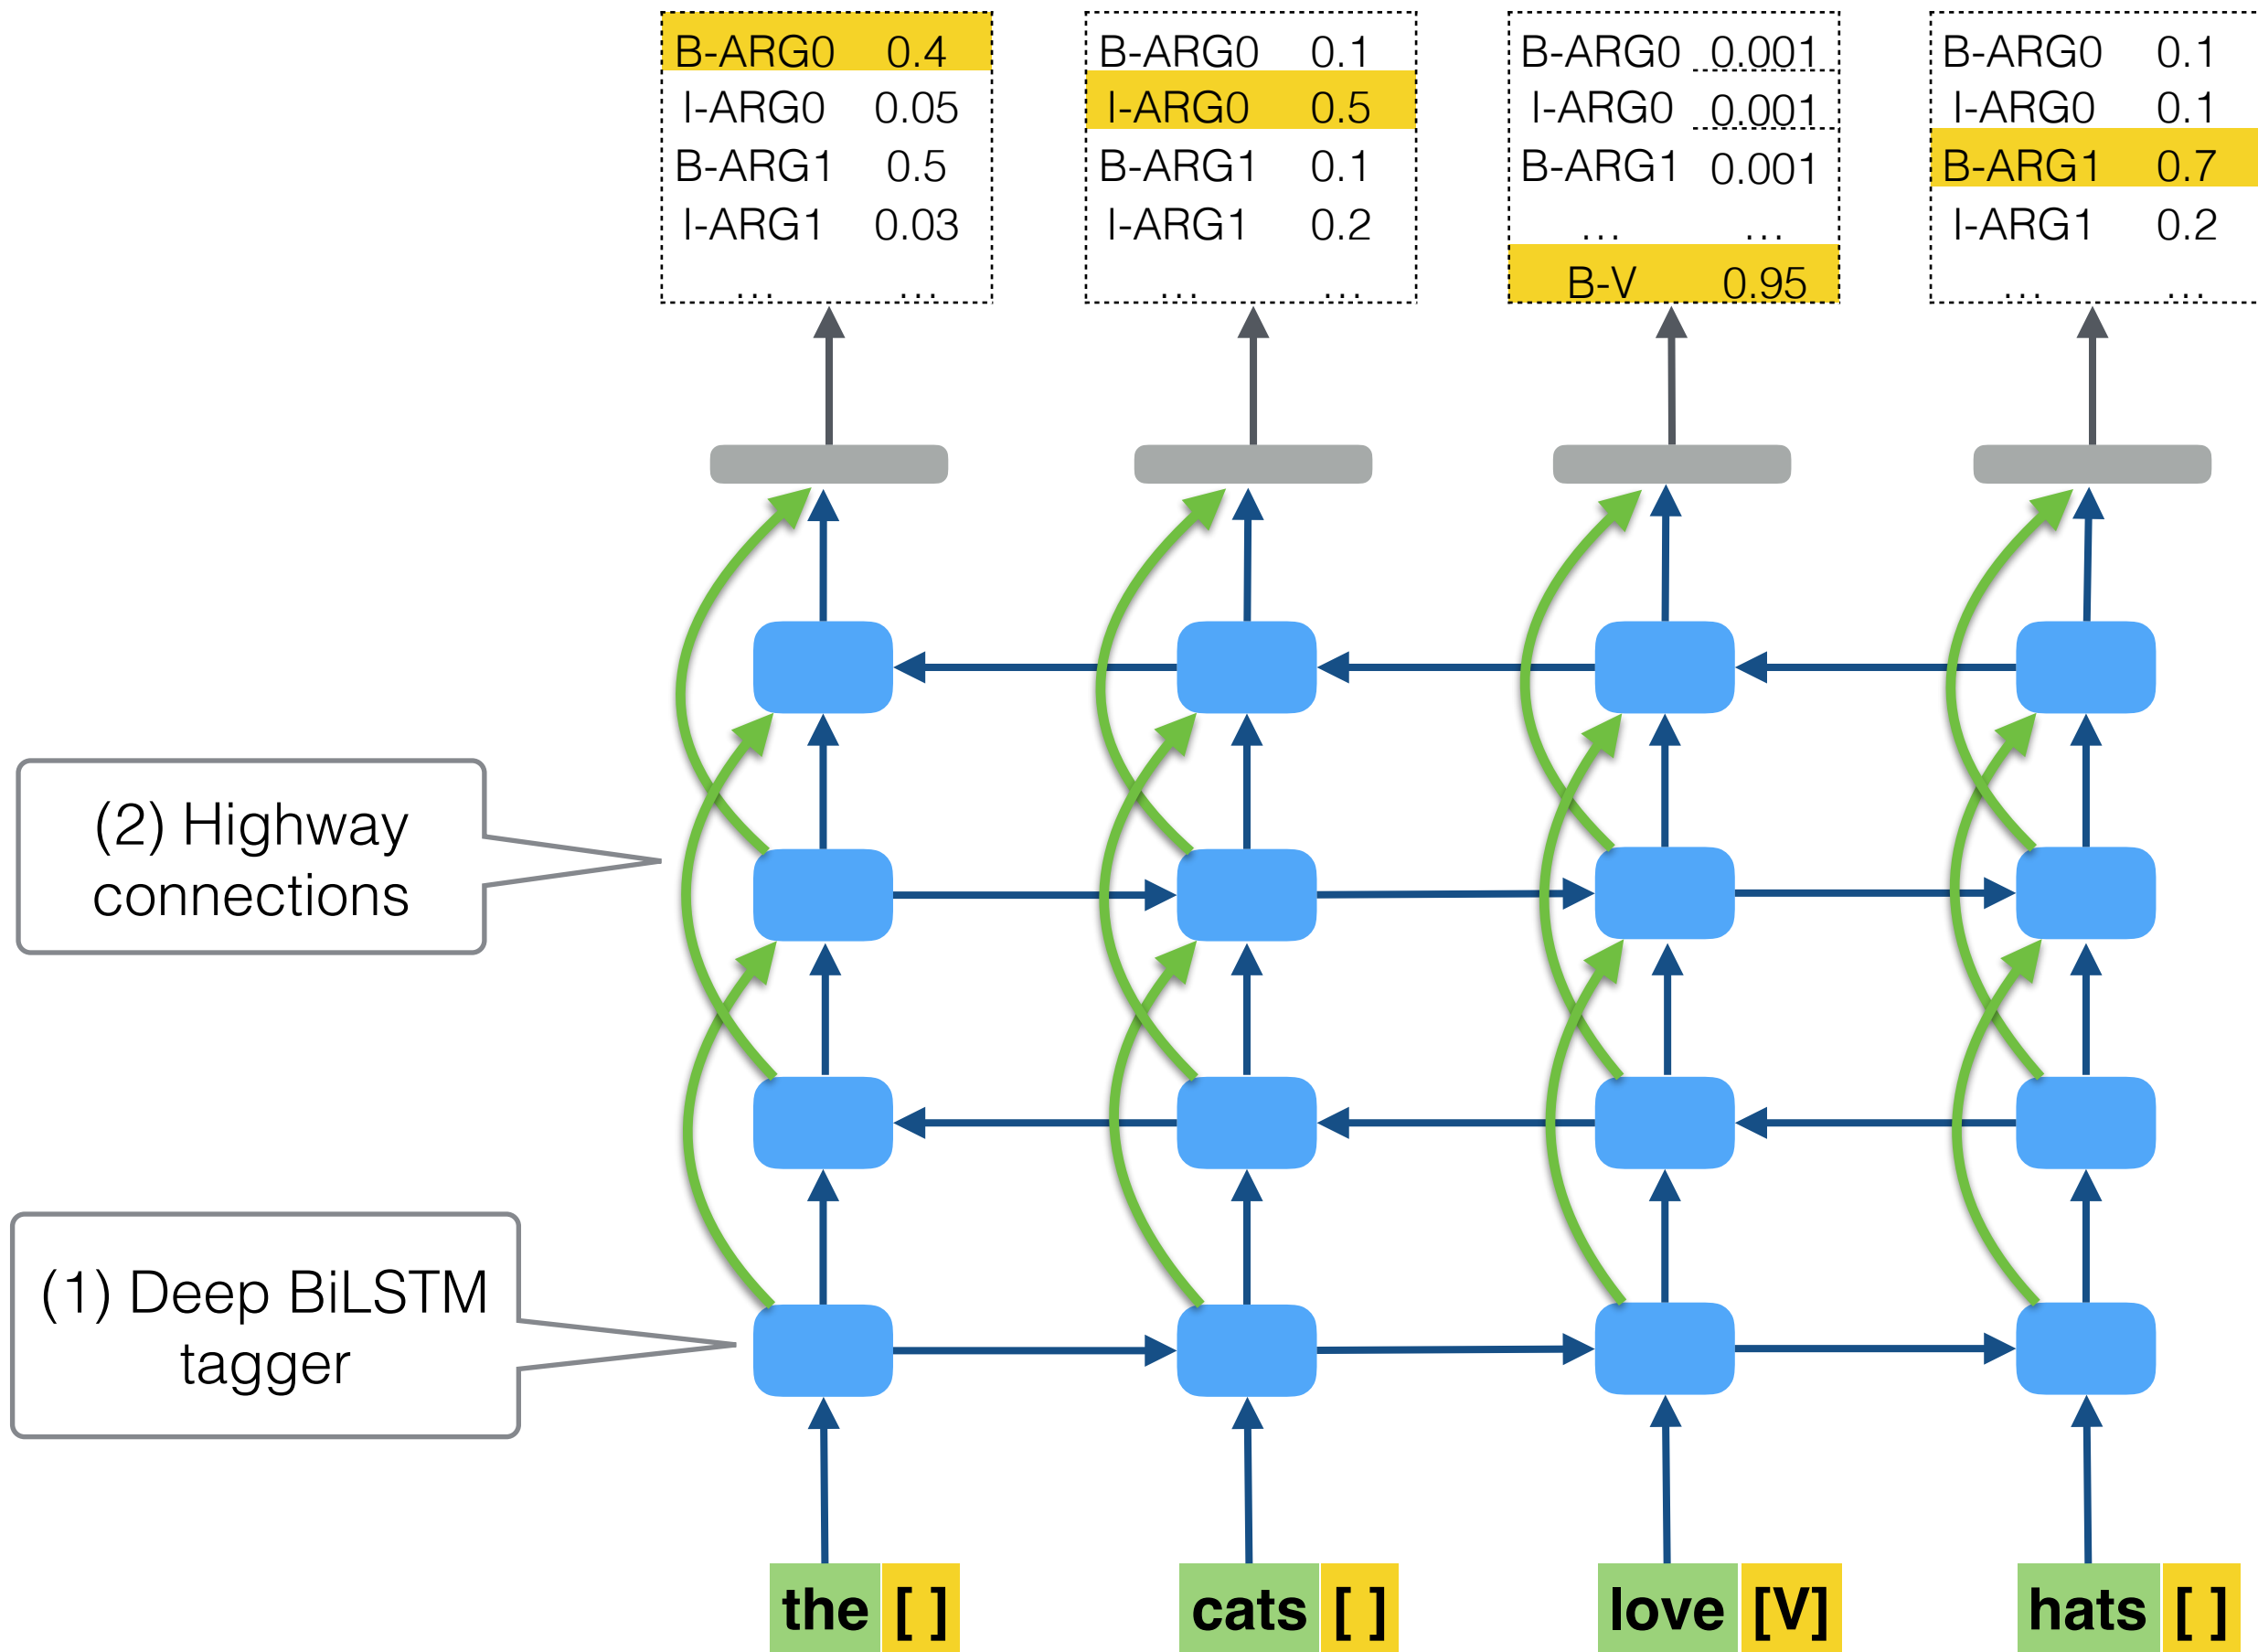 B-ARG0 0.4
I-ARG0 0.05
B-ARG1 0.5
I-ARG1 0.03
... ...
B-ARG0 0.1
I-ARG0 0.5
B-ARG1 0.1
I-ARG1 0.2
... ...
B-ARG0 0.001
I-ARG0 0.001
B-ARG1 0.001
... ...
B-V 0.95
B-ARG0 0.1
I-ARG0 0.1
B-ARG1 0.7
I-ARG1 0.2
... ...
(2) Highway
connections
(1) Deep BiLSTM
tagger
the [ ] cats [ ] love [V] hats [ ]